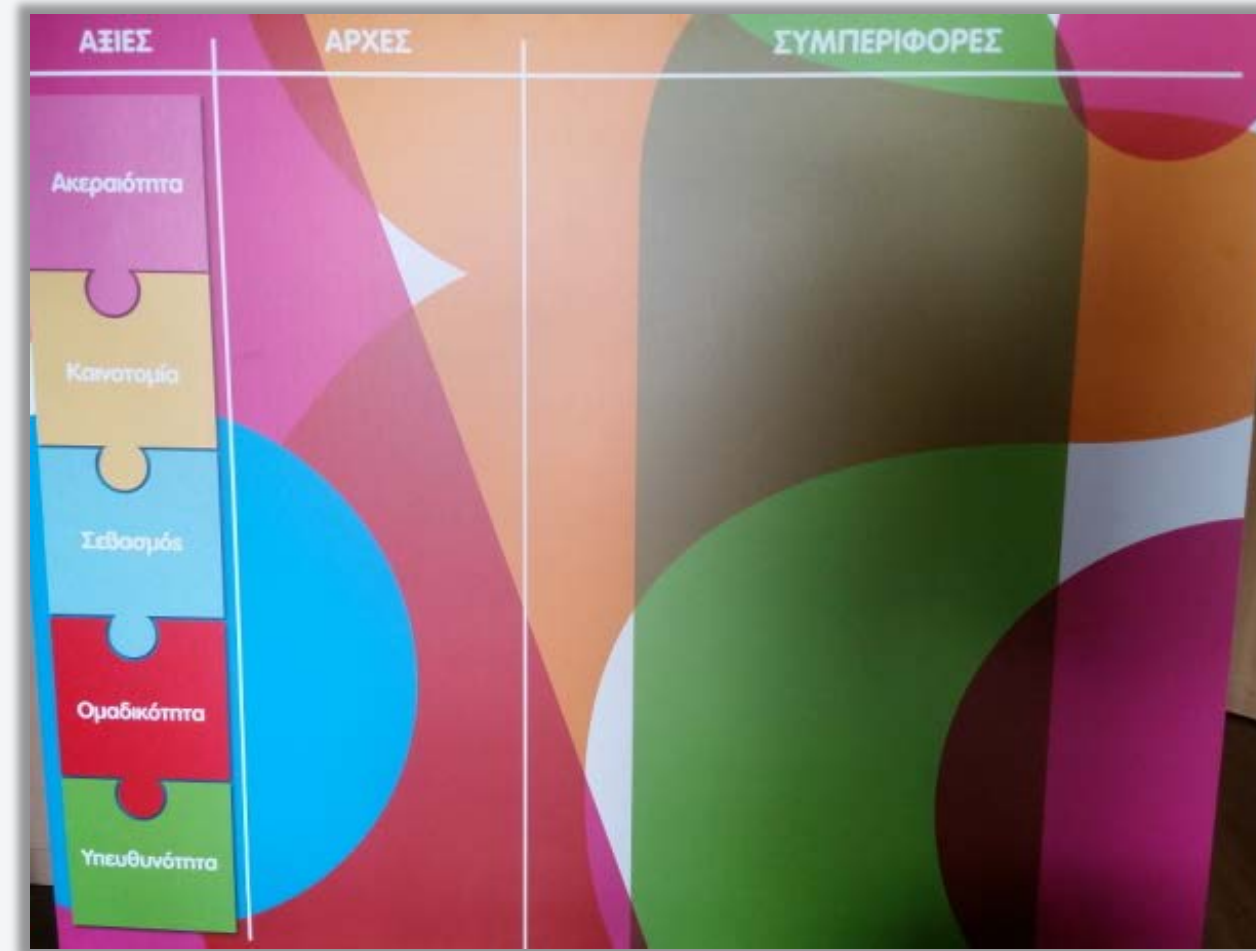 ΑΞΙΕΣ ΑΡΧΕΣ ΣΥΜΠΕΡΙΦΟΡΕΣ
Ακεραιότητα
Καινοτομία
Σεβασμός
Ομαδικότητα
Υπευθυνότητα